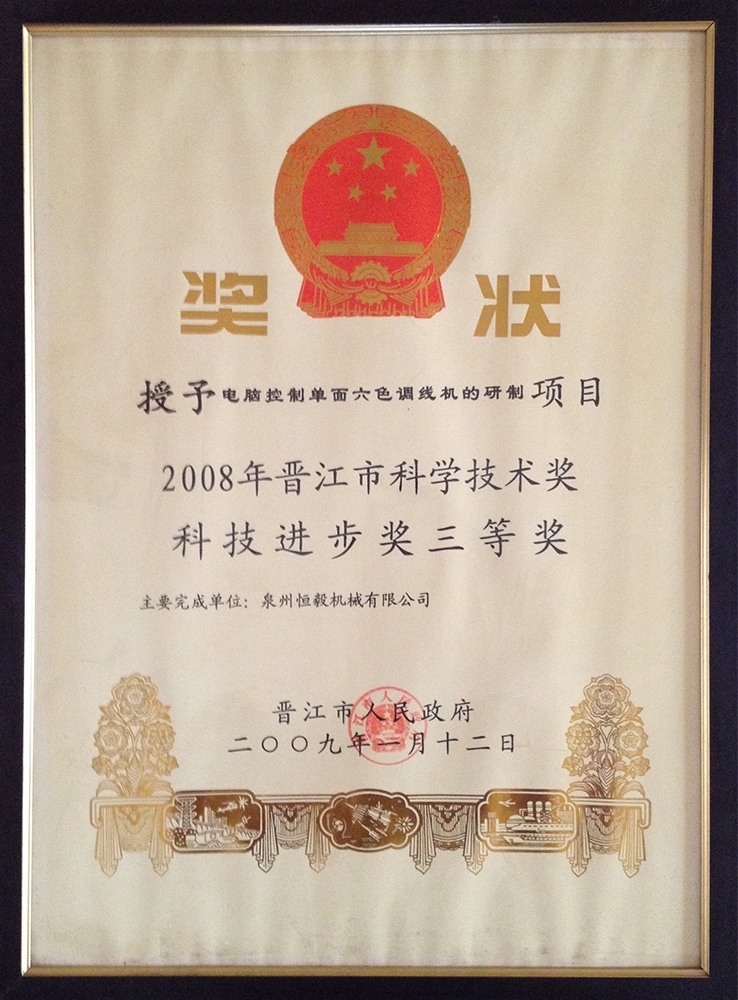 奖状
授予电脑控制单面六色调线机的研制项目
2008年晋江市科学技术奖
科技进步奖三等奖
主要完成单位：泉州恒毅机械有限公司
晋江市人民政府
二〇〇九年一月十二日